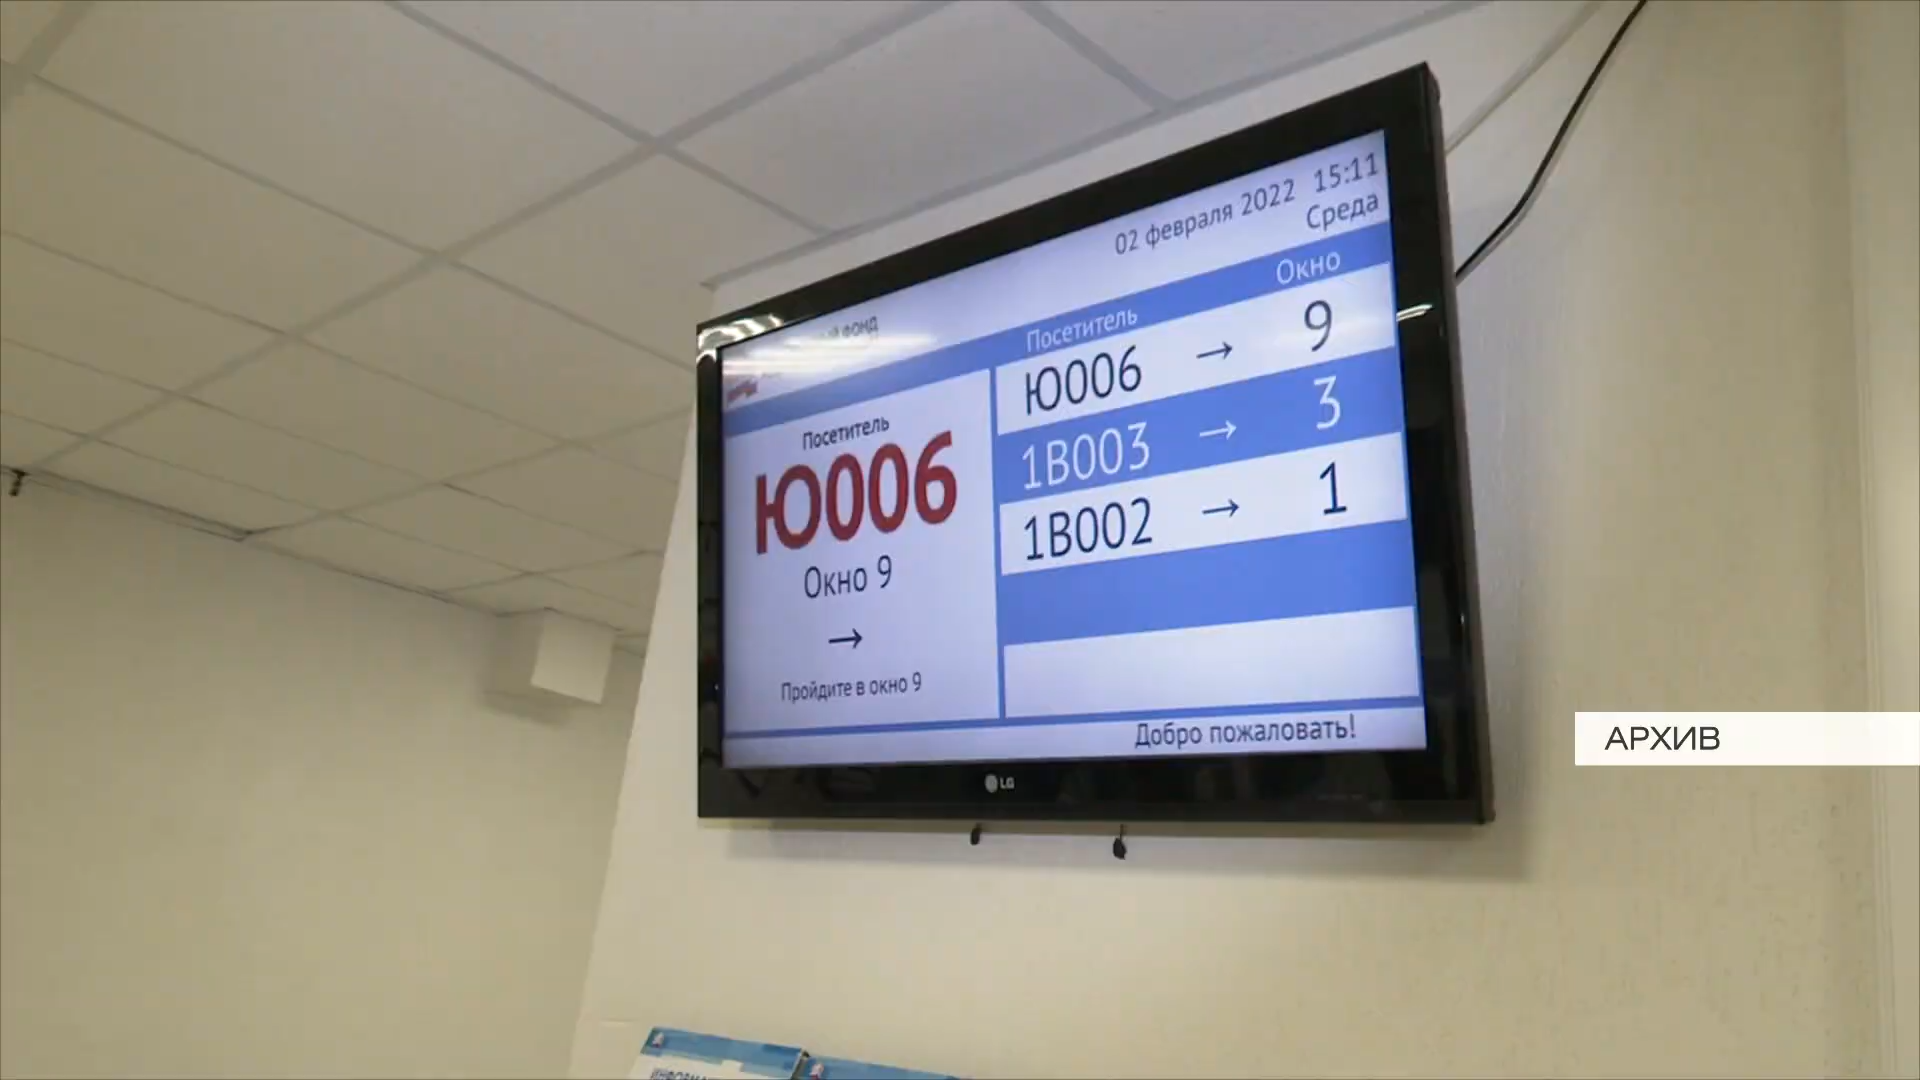 02 февраля 2022 15:11
Среда
ФОНД
Посетитель Окно
Ю006 → 9
1В003 → 3
1В002 → 1
Посетитель
Ю006
Окно 9
→
Пройдите в окно 9
Добро пожаловать!
LG
АРХИВ